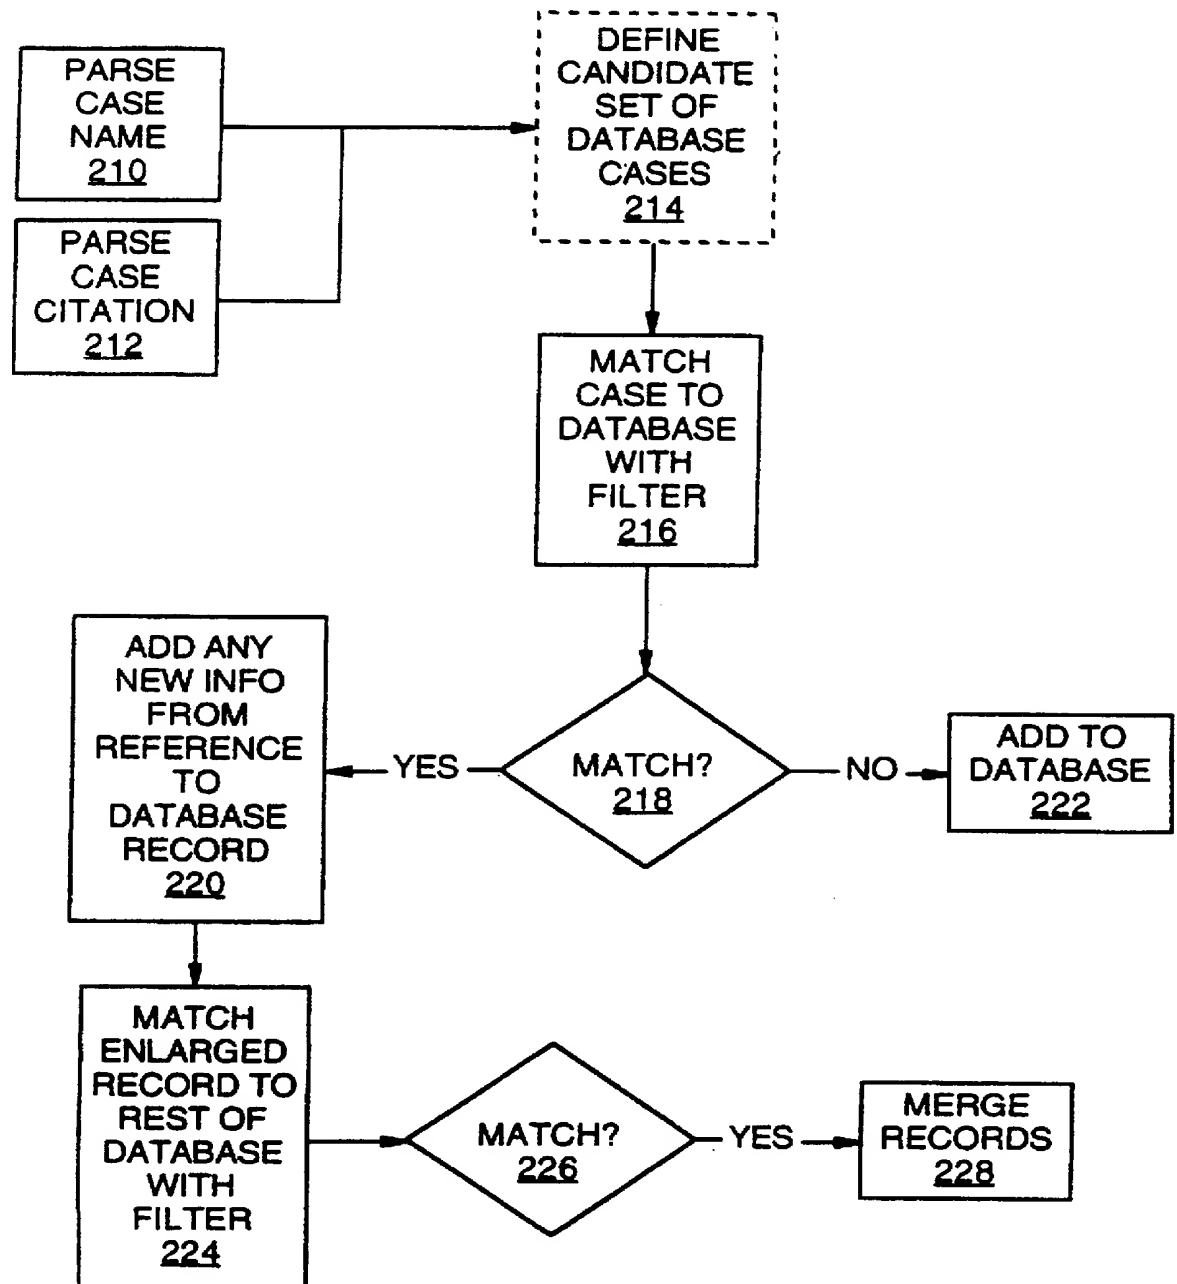 PARSE
CASE
NAME
210
PARSE
CASE
CITATION
212
DEFINE
CANDIDATE
SET OF
DATABASE
CASES
214
MATCH
CASE TO
DATABASE
WITH
FILTER
216
MATCH?
218
YES
NO
ADD ANY
NEW INFO
FROM
REFERENCE
TO
DATABASE
RECORD
220
ADD TO
DATABASE
222
MATCH
ENLARGED
RECORD TO
REST OF
DATABASE
WITH
FILTER
224
MATCH?
226
YES
MERGE
RECORDS
228